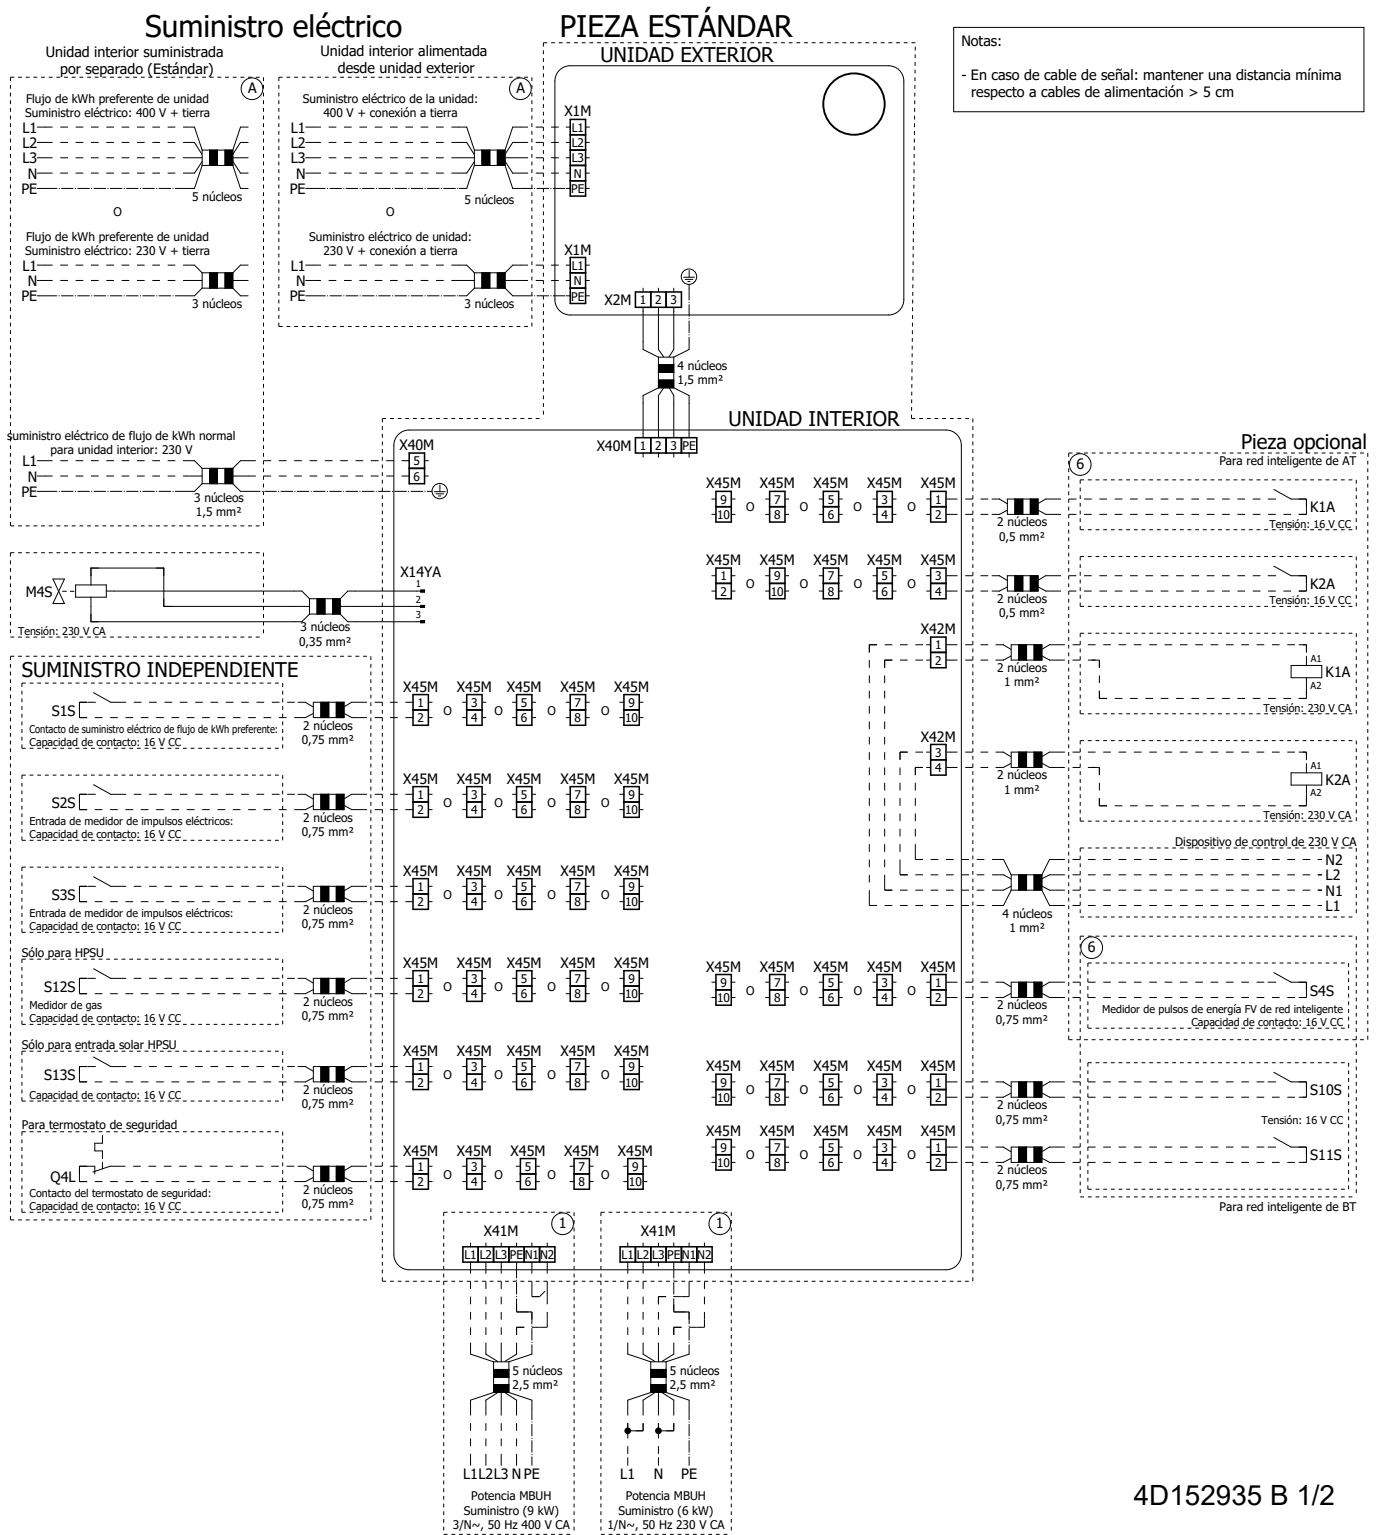 Suministro eléctrico
PIEZA ESTÁNDAR
Unidad interior suministrada
por separado (Estándar)
Unidad interior alimentada
desde unidad exterior
UNIDAD EXTERIOR
Notas:
- En caso de cable de señal: mantener una distancia mínima
respecto a cables de alimentación > 5 cm
A
Flujo de kWh preferente de unidad
Suministro eléctrico: 400 V + tierra
L1
L2
L3
N
PE
5 núcleos
O
Flujo de kWh preferente de unidad
Suministro eléctrico: 230 V + tierra
L1
N
PE
3 núcleos
A
Suministro eléctrico de la unidad:
400 V + conexión a tierra
L1
L2
L3
N
PE
5 núcleos
O
Suministro eléctrico de unidad:
230 V + conexión a tierra
L1
N
PE
3 núcleos
X1M
L1
L2
L3
N
PE
X1M
L1
N
PE
X2M 1 2 3
4 núcleos
1,5 mm²
UNIDAD INTERIOR
X40M 1 2 3 PE
suministro eléctrico de flujo de kWh normal
para unidad interior: 230 V
L1
N
PE
3 núcleos
1,5 mm²
X40M
5
6
M4S
Tensión: 230 V CA
3 núcleos
0,35 mm²
X14YA
1
2
3
SUMINISTRO INDEPENDIENTE
S1S
Contacto de suministro eléctrico de flujo de kWh preferente:
Capacidad de contacto: 16 V CC
2 núcleos
0,75 mm²
X45M X45M X45M X45M X45M
1 O 3 O 5 O 7 O 9
2 4 6 8 10
S2S
Entrada de medidor de impulsos eléctricos:
Capacidad de contacto: 16 V CC
2 núcleos
0,75 mm²
X45M X45M X45M X45M X45M
1 O 3 O 5 O 7 O 9
2 4 6 8 10
S3S
Entrada de medidor de impulsos eléctricos:
Capacidad de contacto: 16 V CC
2 núcleos
0,75 mm²
X45M X45M X45M X45M X45M
1 O 3 O 5 O 7 O 9
2 4 6 8 10
Sólo para HPSU
S12S
Medidor de gas
Capacidad de contacto: 16 V CC
2 núcleos
0,75 mm²
X45M X45M X45M X45M X45M
1 O 3 O 5 O 7 O 9
2 4 6 8 10
Sólo para entrada solar HPSU
S13S
Capacidad de contacto: 16 V CC
2 núcleos
0,75 mm²
X45M X45M X45M X45M X45M
1 O 3 O 5 O 7 O 9
2 4 6 8 10
Para termostato de seguridad
Q4L
Contacto del termostato de seguridad:
Capacidad de contacto: 16 V CC
2 núcleos
0,75 mm²
X45M X45M X45M X45M X45M
1 O 3 O 5 O 7 O 9
2 4 6 8 10
Pieza opcional
6
Para red inteligente de AT
X45M X45M X45M X45M X45M
9 O 7 O 5 O 3 O 1
10 8 6 4 2
2 núcleos
0,5 mm²
K1A
Tensión: 16 V CC
X45M X45M X45M X45M X45M
1 O 9 O 7 O 5 O 3
2 10 8 6 4
2 núcleos
0,5 mm²
K2A
Tensión: 16 V CC
X42M
1
2
2 núcleos
1 mm²
A1
K1A
A2
Tensión: 230 V CA
X42M
3
4
2 núcleos
1 mm²
A1
K2A
A2
Tensión: 230 V CA
Dispositivo de control de 230 V CA
N2
L2
N1
L1
4 núcleos
1 mm²
6
X45M X45M X45M X45M X45M
9 O 7 O 5 O 3 O 1
10 8 6 4 2
2 núcleos
0,75 mm²
S4S
Medidor de pulsos de energía FV de red inteligente
Capacidad de contacto: 16 V CC
X45M X45M X45M X45M X45M
9 O 7 O 5 O 3 O 1
10 8 6 4 2
2 núcleos
0,75 mm²
S10S
Tensión: 16 V CC
X45M X45M X45M X45M X45M
9 O 7 O 5 O 3 O 1
10 8 6 4 2
2 núcleos
0,75 mm²
S11S
Para red inteligente de BT
1
X41M
L1 L2 L3 PE N1 N2
5 núcleos
2,5 mm²
L1 L2 L3 N PE
Potencia MBUH
Suministro (9 kW)
3/N~, 50 Hz 400 V CA
1
X41M
L1 L2 L3 PE N1 N2
5 núcleos
2,5 mm²
L1 N PE
Potencia MBUH
Suministro (6 kW)
1/N~, 50 Hz 230 V CA
4D152935 B 1/2